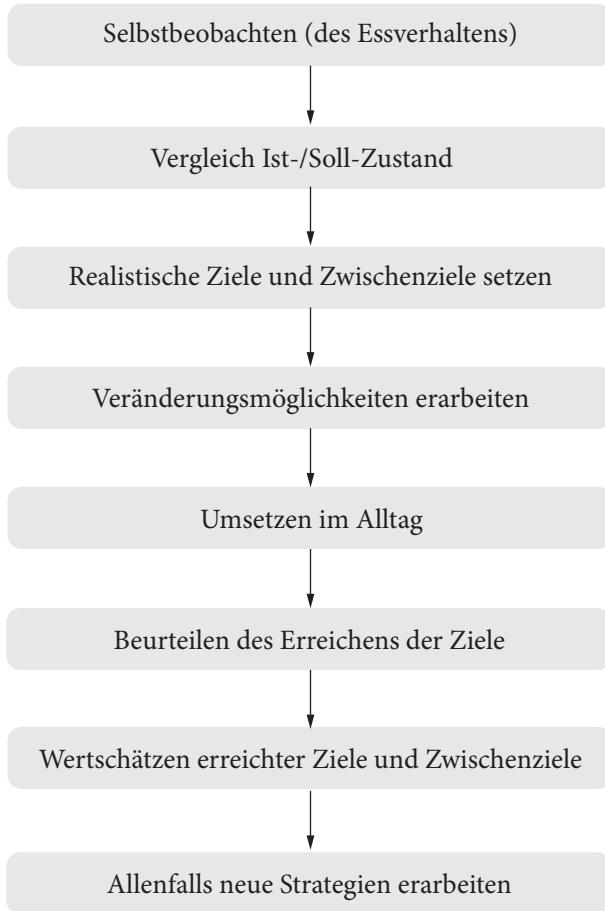 Selbstbeobachten (des Essverhaltens)
Vergleich Ist-/Soll-Zustand
Realistische Ziele und Zwischenziele setzen
Veränderungsmöglichkeiten erarbeiten
Umsetzen im Alltag
Beurteilen des Erreichens der Ziele
Wertschätzen erreichter Ziele und Zwischenziele
Allenfalls neue Strategien erarbeiten